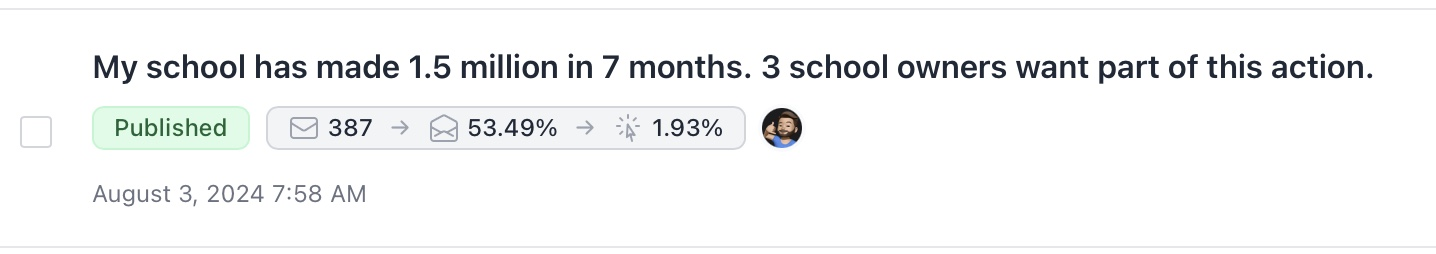 My school has made 1.5 million in 7 months. 3 school owners want part of this action.
Published 387 → 53.49% → 1.93%
August 3, 2024 7:58 AM